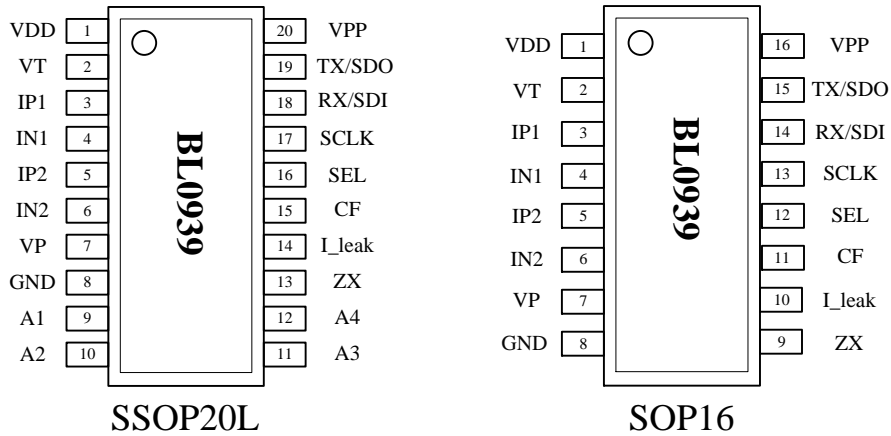 VDD 1 20 VPP
VT 2 19 TX/SDO
IP1 3 18 RX/SDI
IN1 4 17 SCLK
IP2 5 16 SEL
IN2 6 15 CF
VP 7 14 I_leak
GND 8 13 ZX
A1 9 12 A4
A2 10 11 A3
BL0939
SSOP20L
VDD 1 16 VPP
VT 2 15 TX/SDO
IP1 3 14 RX/SDI
IN1 4 13 SCLK
IP2 5 12 SEL
IN2 6 11 CF
VP 7 10 I_leak
GND 8 9 ZX
BL0939
SOP16